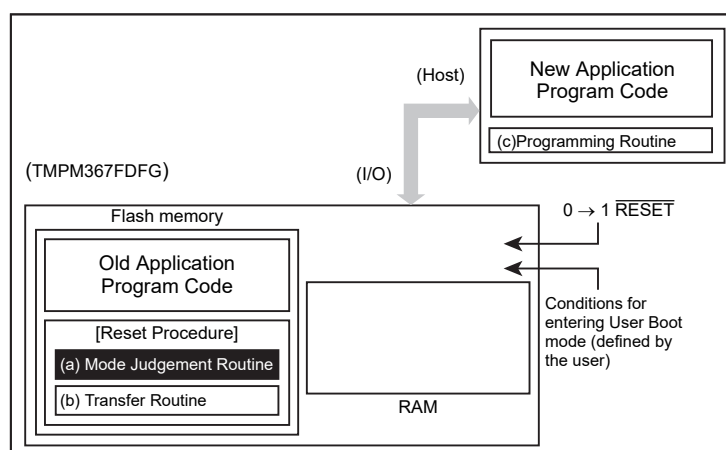 (Host)
New Application
Program Code
(c)Programming Routine
(TMPM367FDFG)
(I/O)
Flash memory
0 → 1 RESET
Old Application
Program Code
[Reset Procedure]
(a) Mode Judgement Routine
(b) Transfer Routine
RAM
Conditions for
entering User Boot
mode (defined by
the user)